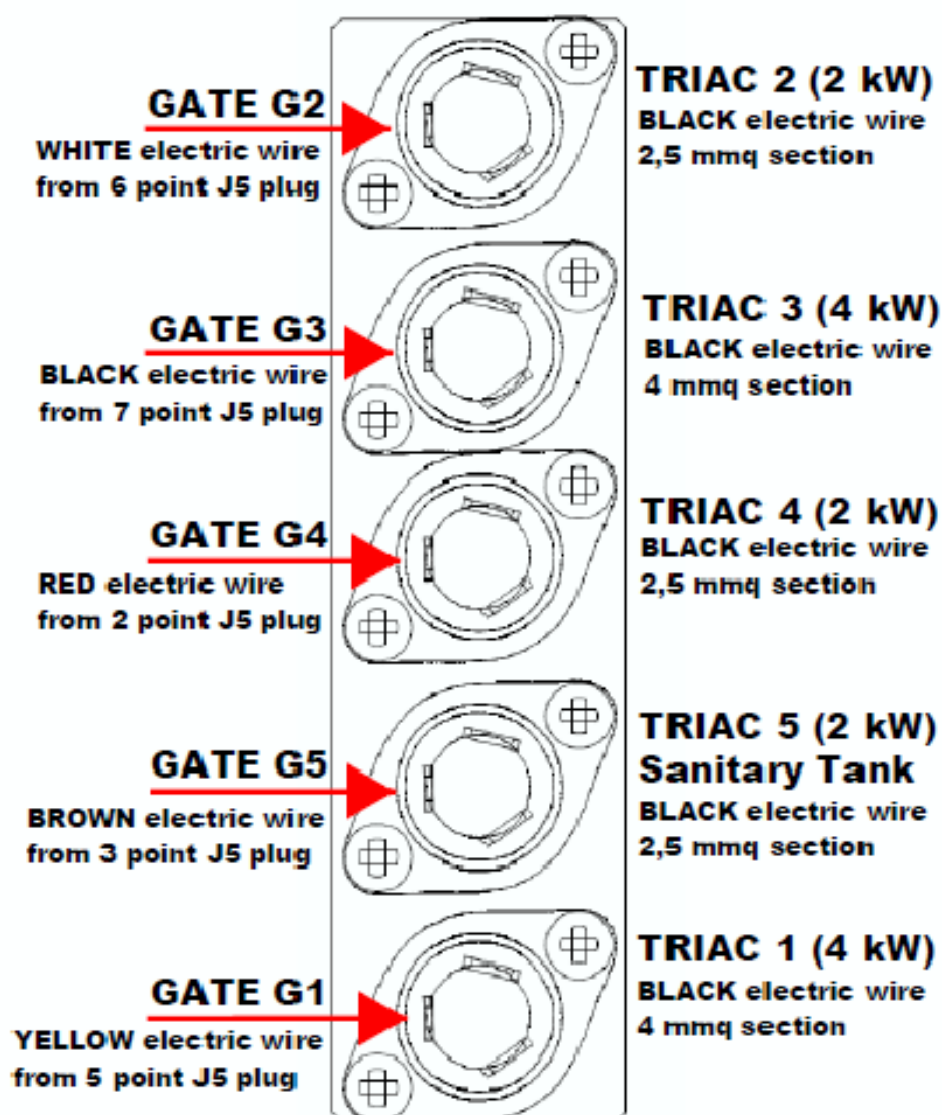 GATE G2
WHITE electric wire
from 6 point J5 plug
TRIAC 2 (2 kW)
BLACK electric wire
2,5 mmq section
GATE G3
BLACK electric wire
from 7 point J5 plug
TRIAC 3 (4 kW)
BLACK electric wire
4 mmq section
GATE G4
RED electric wire
from 2 point J5 plug
TRIAC 4 (2 kW)
BLACK electric wire
2,5 mmq section
GATE G5
BROWN electric wire
from 3 point J5 plug
TRIAC 5 (2 kW)
Sanitary Tank
BLACK electric wire
2,5 mmq section
GATE G1
YELLOW electric wire
from 5 point J5 plug
TRIAC 1 (4 kW)
BLACK electric wire
4 mmq section